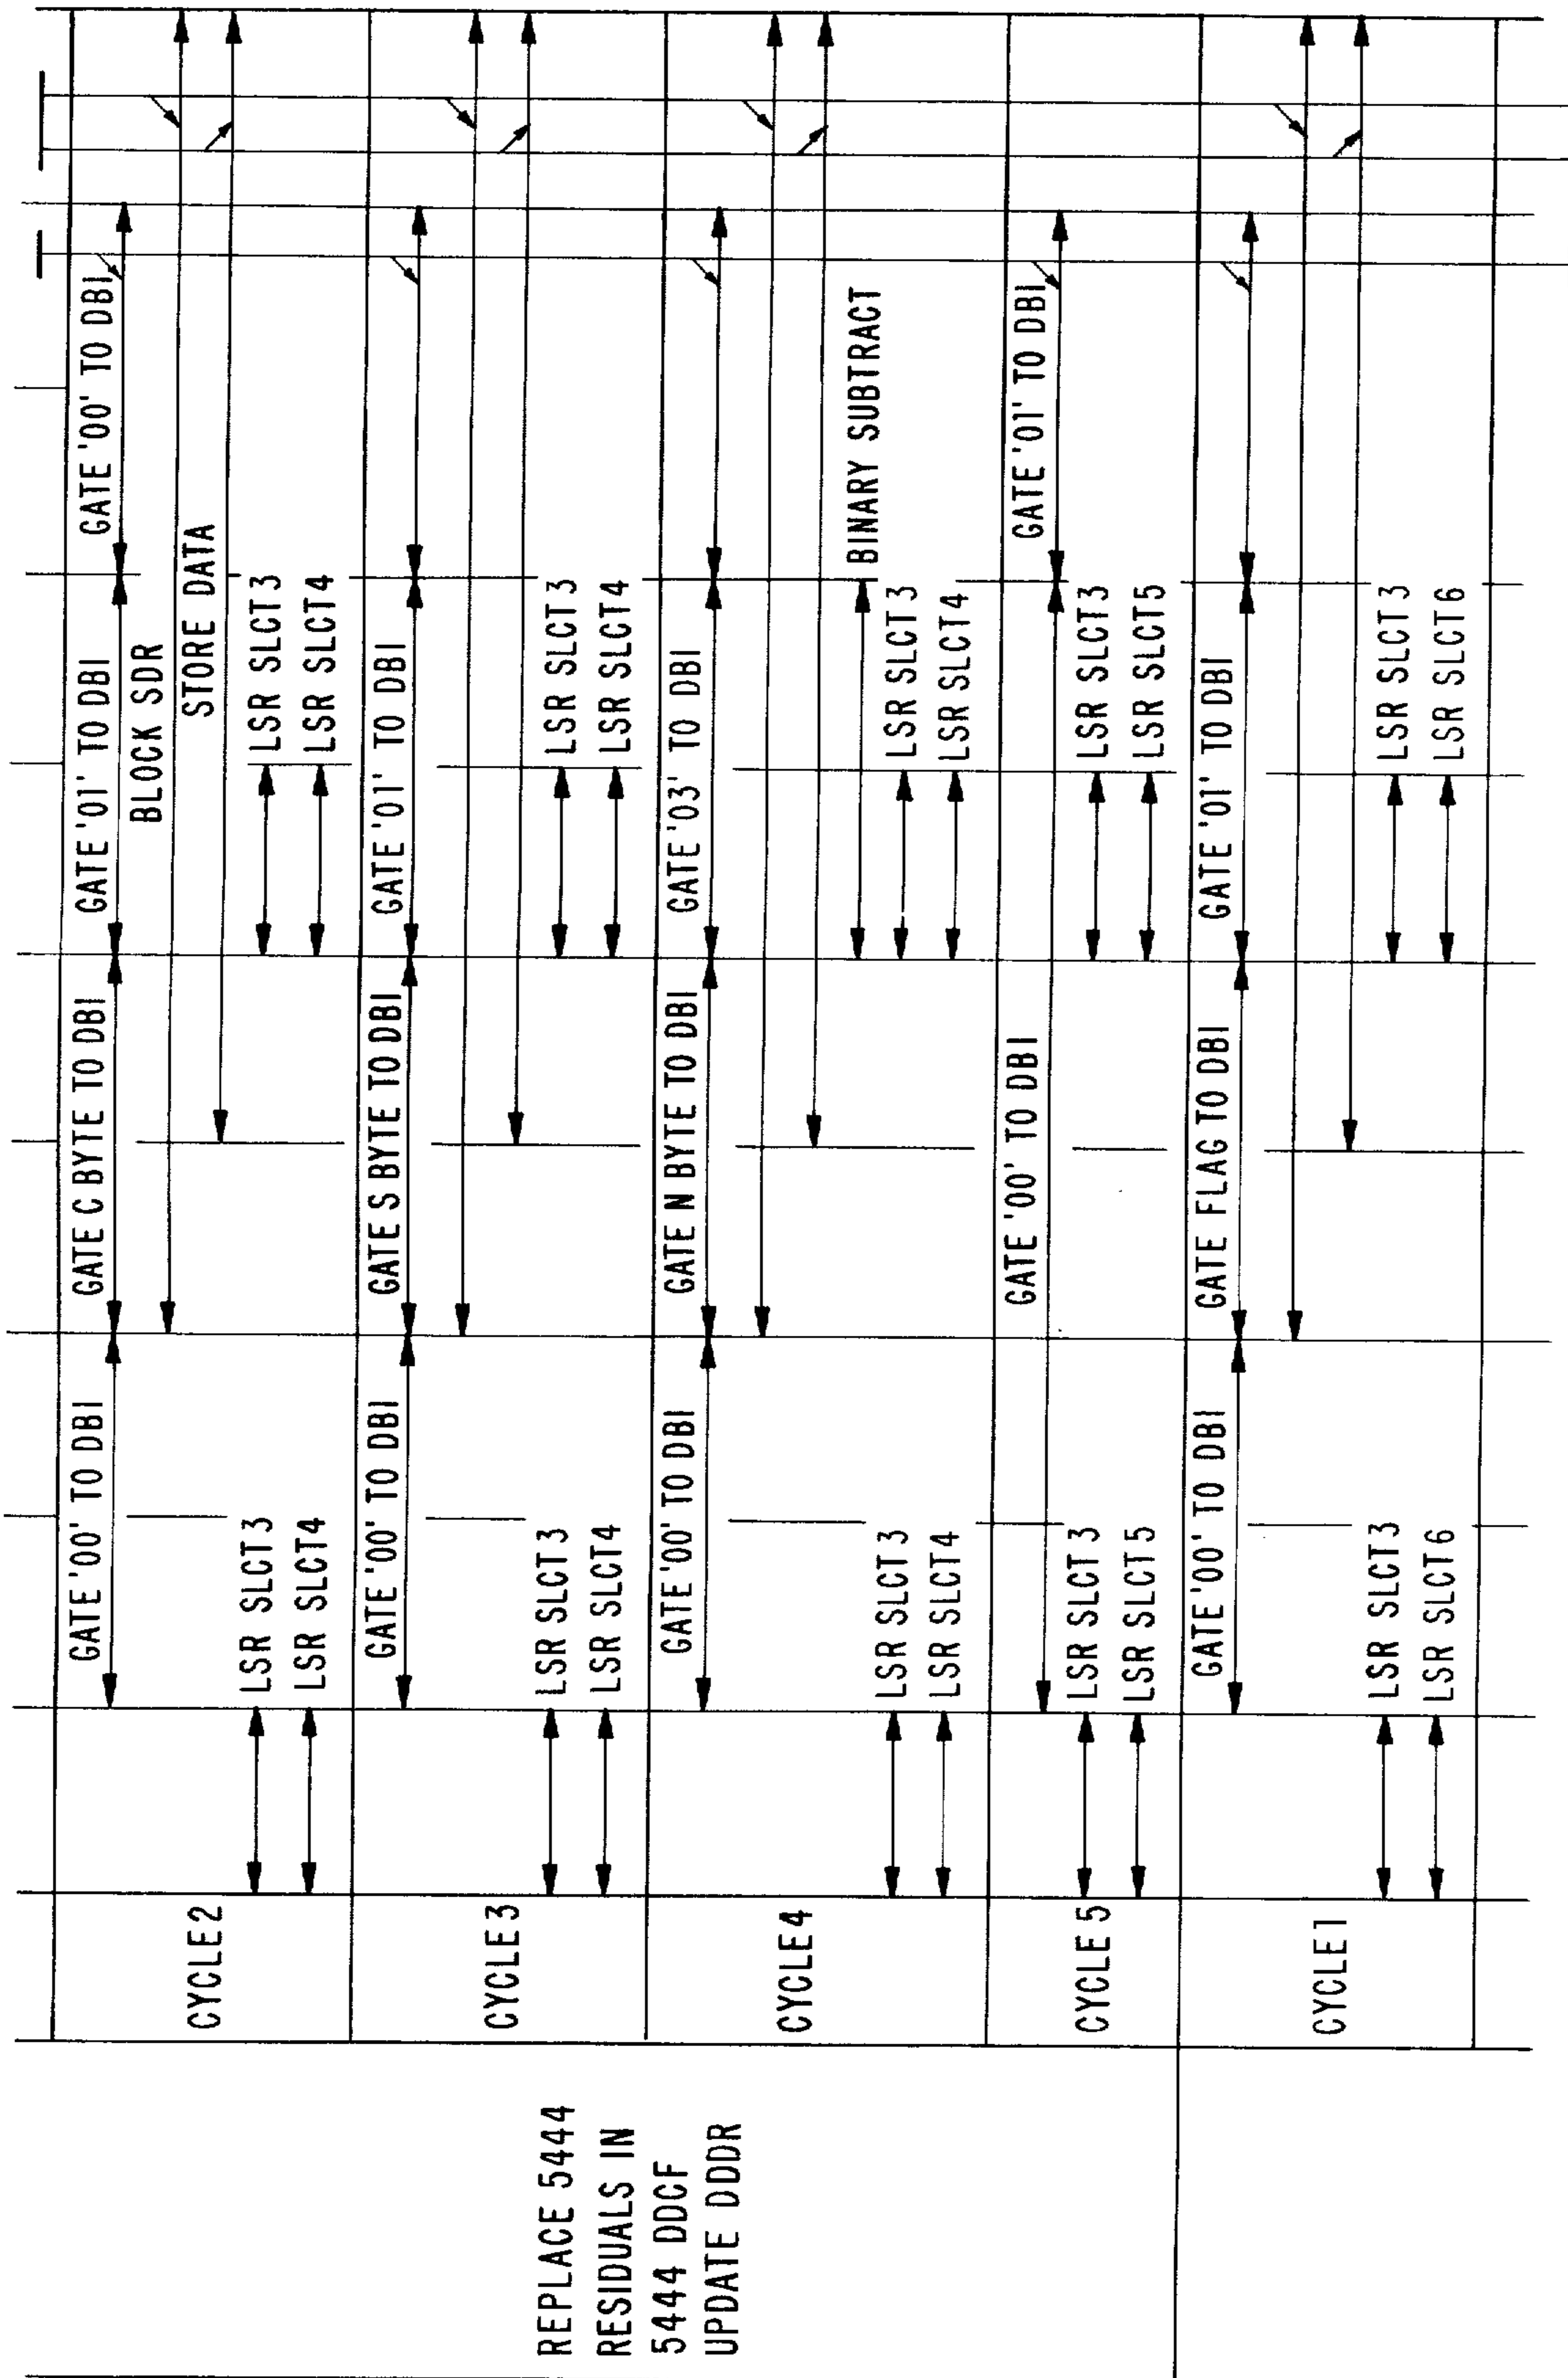 REPLACE 5444
RESIDUALS IN
5444 DDCF
UPDATE DDDR
CYCLE 2
GATE '00' TO DBI
GATE C BYTE TO DBI
GATE '01' TO DBI
GATE '00' TO DBI
BLOCK SDR
STORE DATA
LSR SLCT 3
LSR SLCT 3
LSR SLCT 4
LSR SLCT 4
CYCLE 3
GATE '00' TO DBI
GATE S BYTE TO DBI
GATE '01' TO DBI
LSR SLCT 3
LSR SLCT 3
LSR SLCT 4
LSR SLCT 4
CYCLE 4
GATE '00' TO DBI
GATE N BYTE TO DBI
GATE '03' TO DBI
BINARY SUBTRACT
LSR SLCT 3
LSR SLCT 3
LSR SLCT 4
LSR SLCT 4
CYCLE 5
GATE '00' TO DBI
GATE '01' TO DBI
LSR SLCT 3
LSR SLCT 3
LSR SLCT 5
LSR SLCT 5
CYCLE 1
GATE '00' TO DBI
GATE FLAG TO DBI
GATE '01' TO DBI
LSR SLCT 3
LSR SLCT 3
LSR SLCT 6
LSR SLCT 6